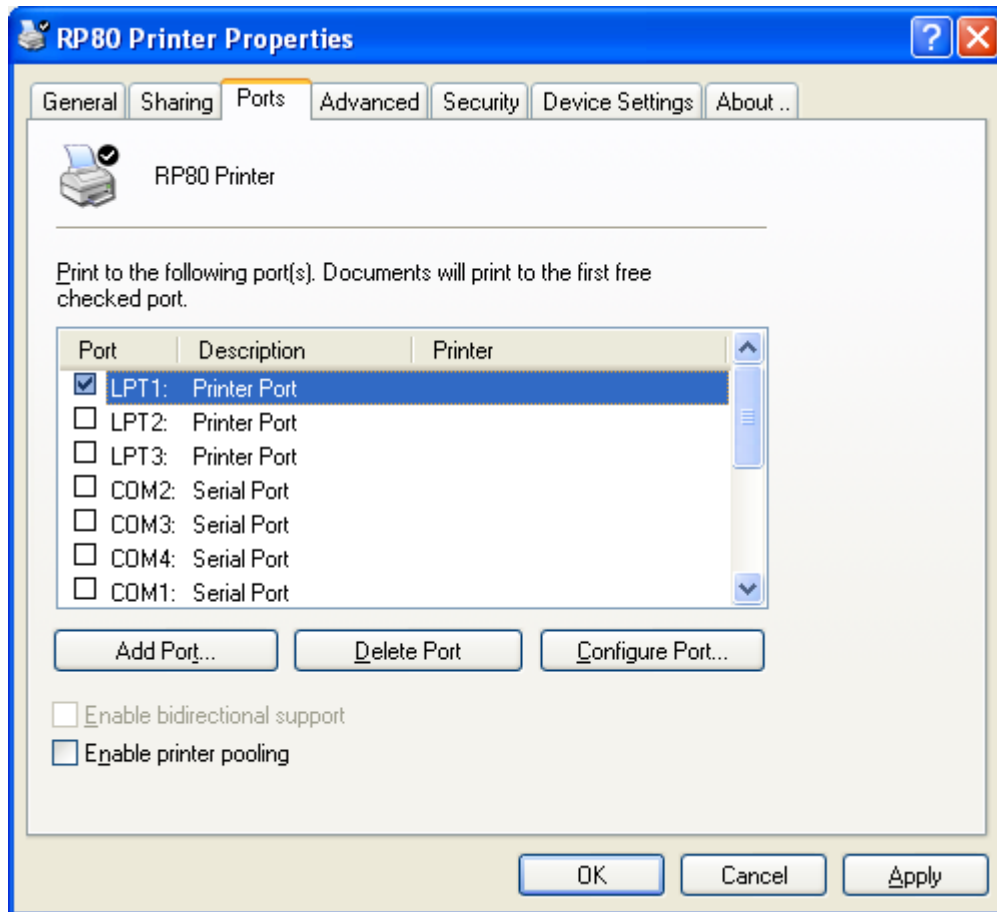 RP80 Printer Properties
General Sharing Ports Advanced Security Device Settings About ..
RP80 Printer
Print to the following port(s). Documents will print to the first free
checked port.
Port Description Printer
LPT1: Printer Port
LPT2: Printer Port
LPT3: Printer Port
COM2: Serial Port
COM3: Serial Port
COM4: Serial Port
COM1: Serial Port
Add Port... Delete Port Configure Port...
Enable bidirectional support
Enable printer pooling
OK Cancel Apply